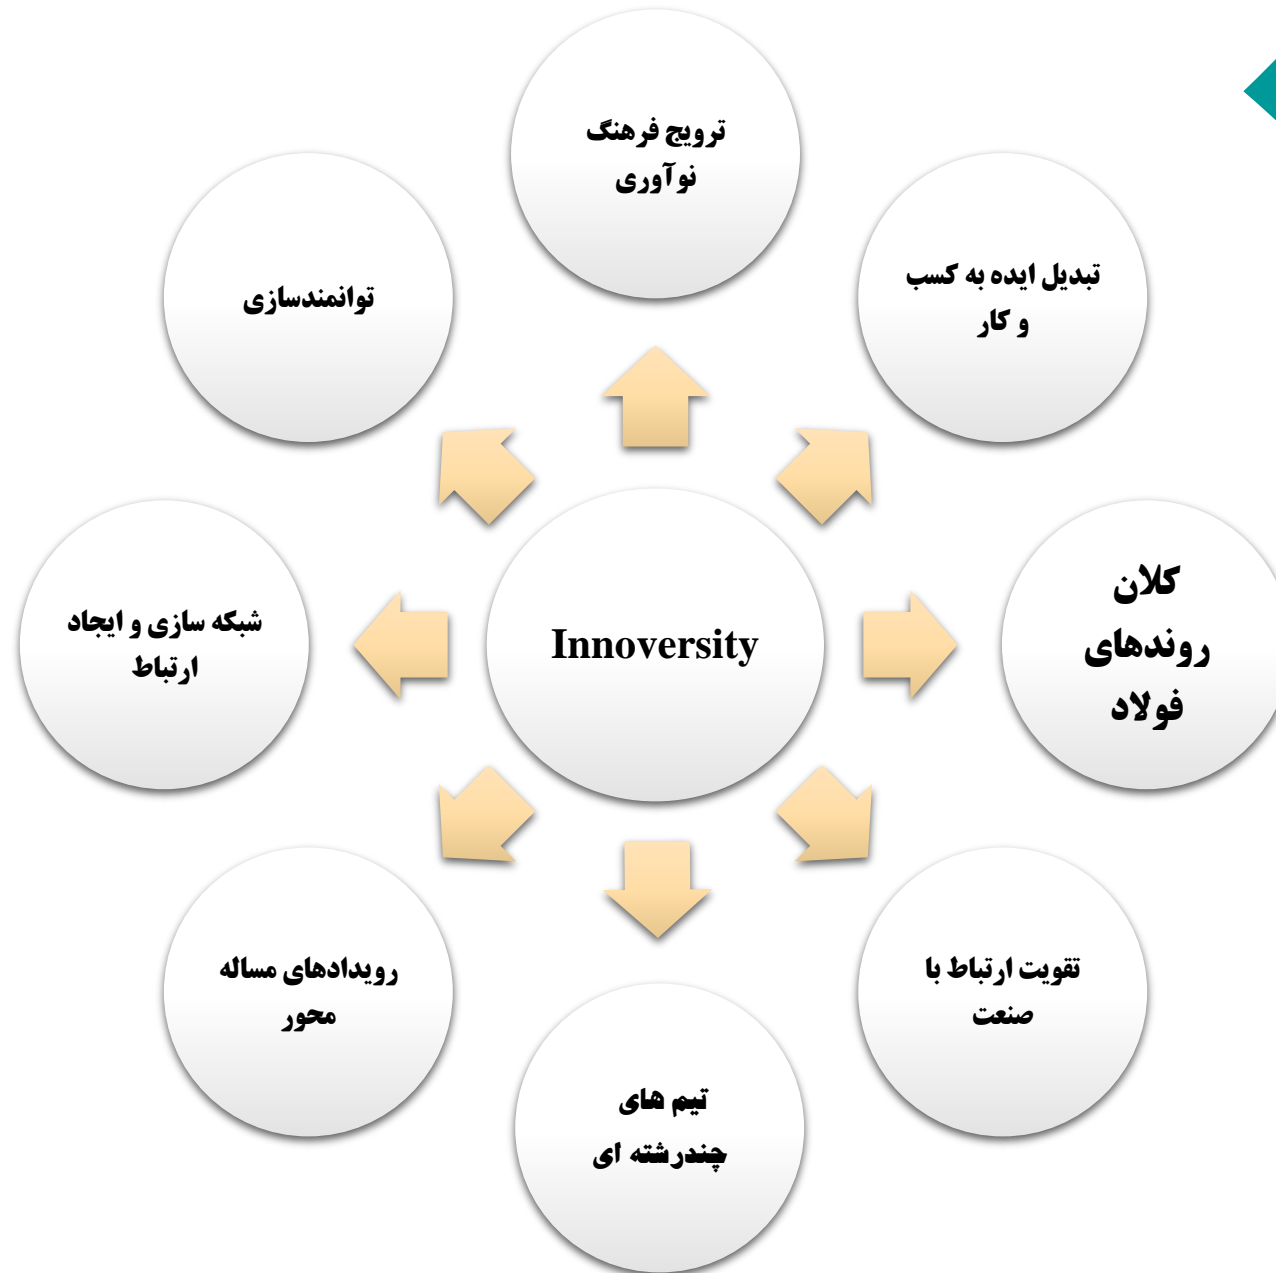 ترویج فرهنگ
نوآوری
تبدیل ایده به کسب
و کار
توانمندسازی
کلان
روندهای
فولاد
Innoversity
شبکه سازی و ایجاد
ارتباط
تقویت ارتباط با
صنعت
رویدادهای مساله
محور
تیم های
چندرشته ای